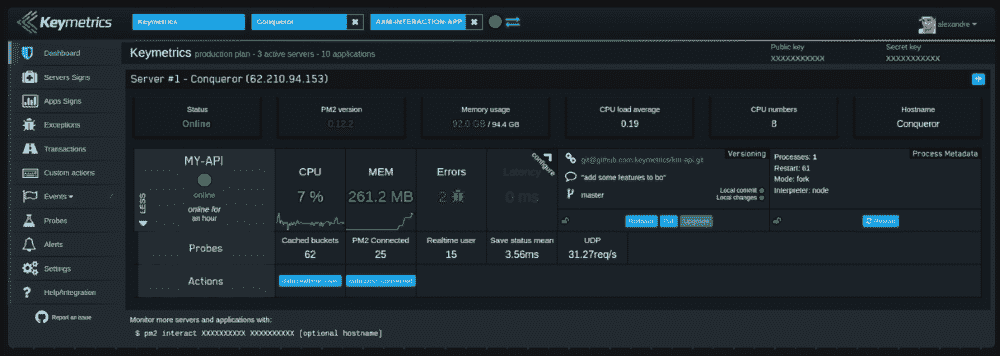 Keymetrics
Keymetrics
Conqueror
AXM-INTERACTION-APP
alexandre
Dashboard
Servers Signs
Apps Signs
Exceptions
Transactions
Custom actions
Events
Probes
Alerts
Settings
Help/Integration
Report an issue
Keymetrics production plan - 3 active servers - 10 applications
Public key
XXXXXXXXXXX
Secret key
XXXXXXXXXXX
Server #1 - Conqueror (62.210.94.153)
Status
Online
PM2 version
0.12.2
Memory usage
92.0 GB / 94.4 GB
CPU load average
0.19
CPU numbers
8
Hostname
Conqueror
MY-API
online
online for
an hour
LESS
CPU
7 %
MEM
261.2 MB
Errors
2
Latency
0 ms
configure
Versioning
git@github.com:keymetrics/km-api.git
"add some features to bo"
master
Local commit
Local changes
Reload
Pull
Upgrade
Process Metadata
Processes: 1
Restart: 61
Mode: fork
Interpreter: node
Restart
Probes
Cached buckets
62
PM2 Connected
25
Realtime user
15
Save status mean
3.56ms
UDP
31.27req/s
Actions
Monitor more servers and applications with:
$ pm2 interact XXXXXXXXXX XXXXXXXXXX [optional hostname]